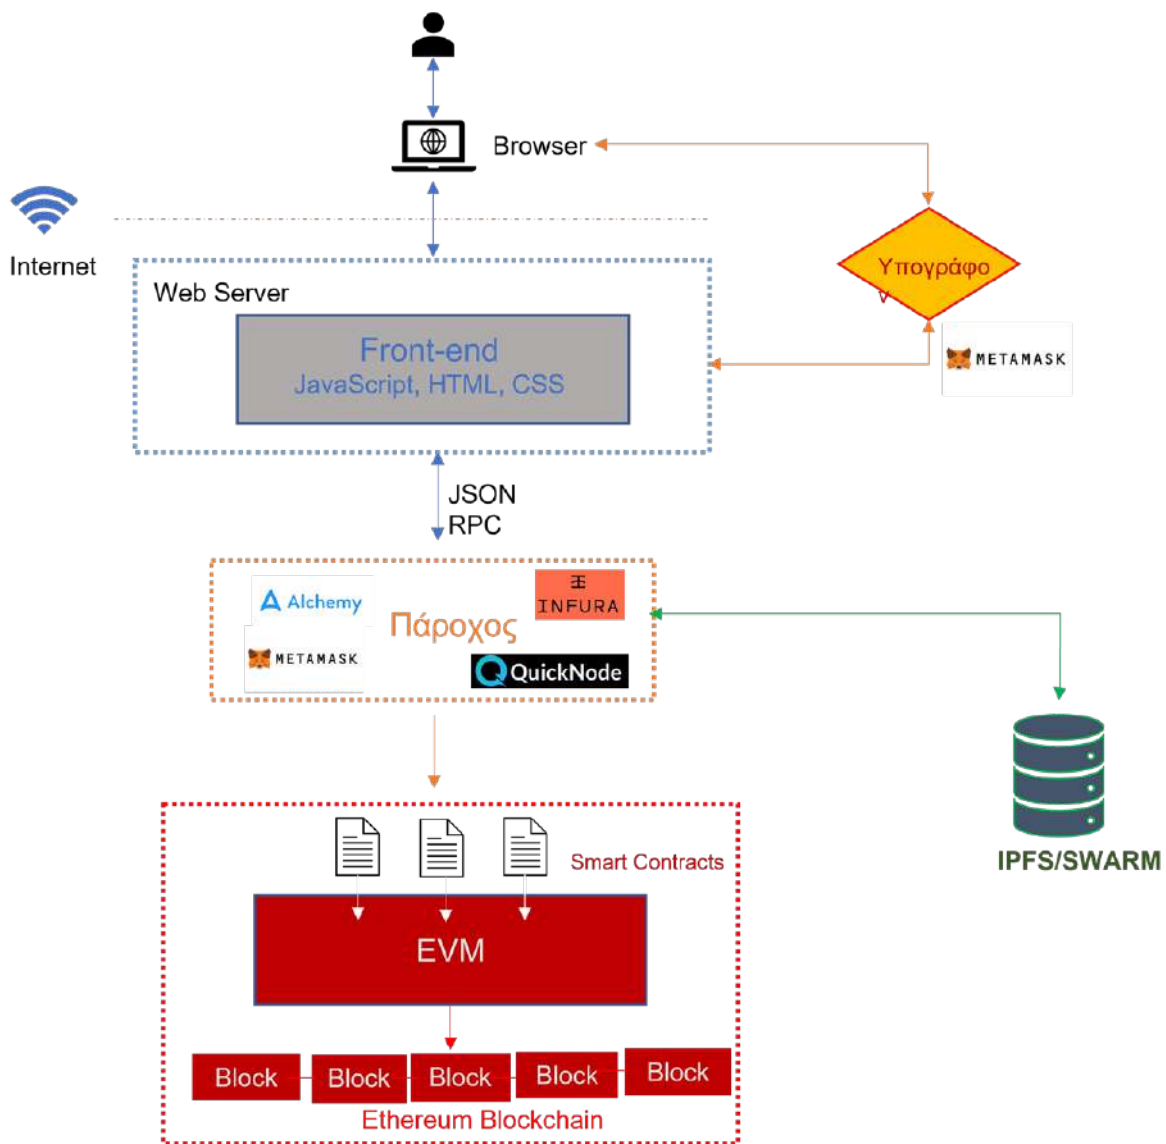 Browser
Internet
Υπογράφο
ν
Web Server
Front-end
JavaScript, HTML, CSS
METAMASK
JSON
RPC
Alchemy
INFURA
Πάροχος
METAMASK
QuickNode
IPFS/SWARM
Smart Contracts
EVM
Block Block Block Block Block
Ethereum Blockchain